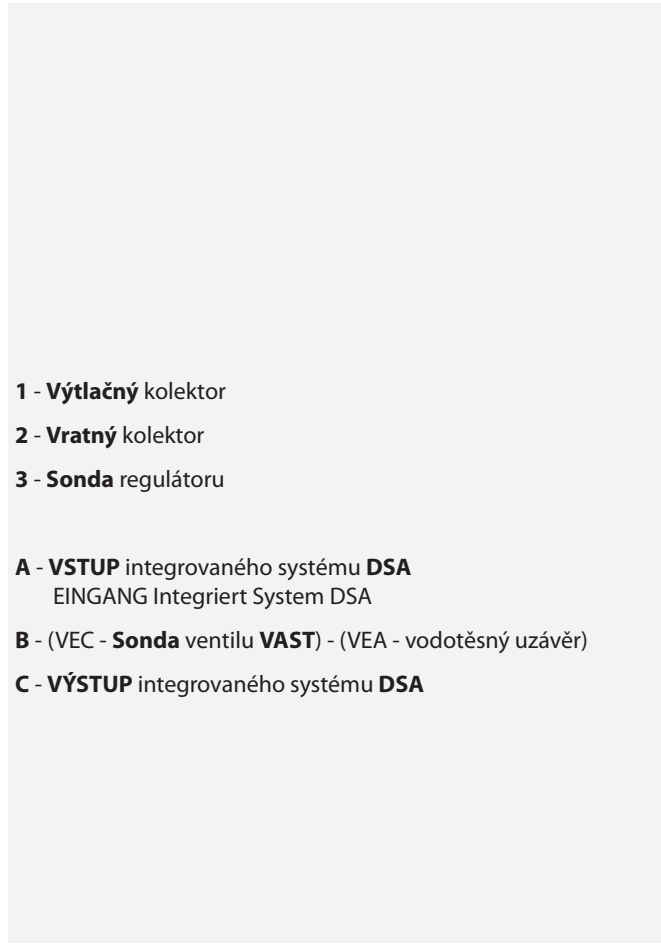 1 - Výtlačný kolektor
2 - Vratný kolektor
3 - Sonda regulátoru
A - VSTUP integrovaného systému DSA
EINGANG Integriert System DSA
B - (VEC - Sonda ventilu VAST) - (VEA - vodotěsný uzávěr)
C - VÝSTUP integrovaného systému DSA